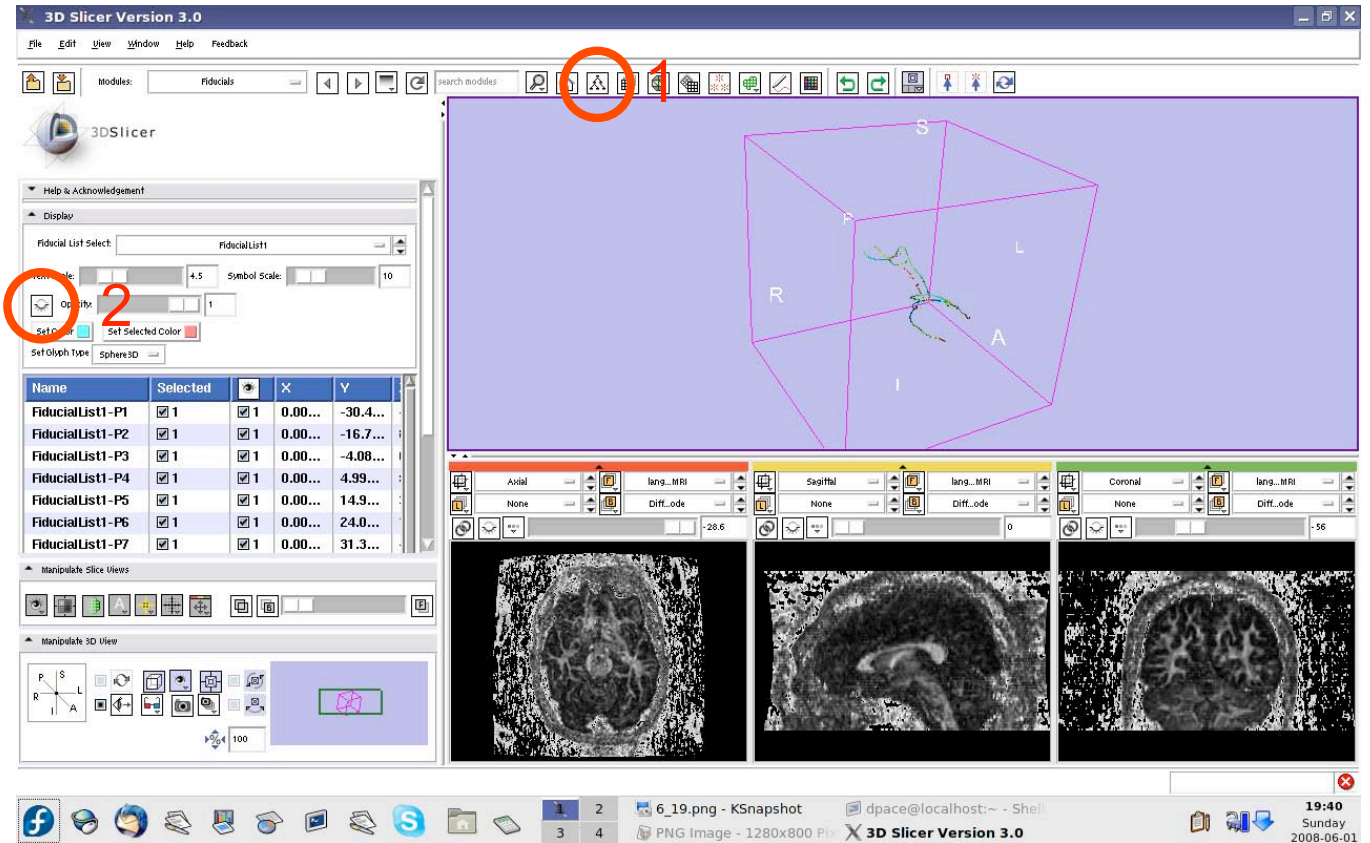 3D Slicer Version 3.0
File Edit View Window Help Feedback
Modules: Fiducials search modules
1
3DSlicer
Help & Acknowledgement
Display
Fiducial List Select: FiducialList1
4.5 Symbol Scale: 10
Opacity: 1
2
Set Color Set Selected Color
Set Glyph Type Sphere3D
Name Selected X Y
FiducialList1-P1 1 1 0.00... -30.4...
FiducialList1-P2 1 1 0.00... -16.7...
FiducialList1-P3 1 1 0.00... -4.08...
FiducialList1-P4 1 1 0.00... 4.99...
FiducialList1-P5 1 1 0.00... 14.9...
FiducialList1-P6 1 1 0.00... 24.0...
FiducialList1-P7 1 1 0.00... 31.3...
Manipulate Slice Views
F
Manipulate 3D View
P S
R L
I A
100
S
P
L
R
A
I
Axial F lang...MRI
None B Diff...ode
-28.6
Sagittal F lang...MRI
None B Diff...ode
0
Coronal F lang...MRI
None B Diff...ode
-56
1 2
3 4
6_19.png - KSnapshot
dpace@localhost:~ - Shell
PNG Image - 1280x800 Pi
3D Slicer Version 3.0
19:40
Sunday
2008-06-01